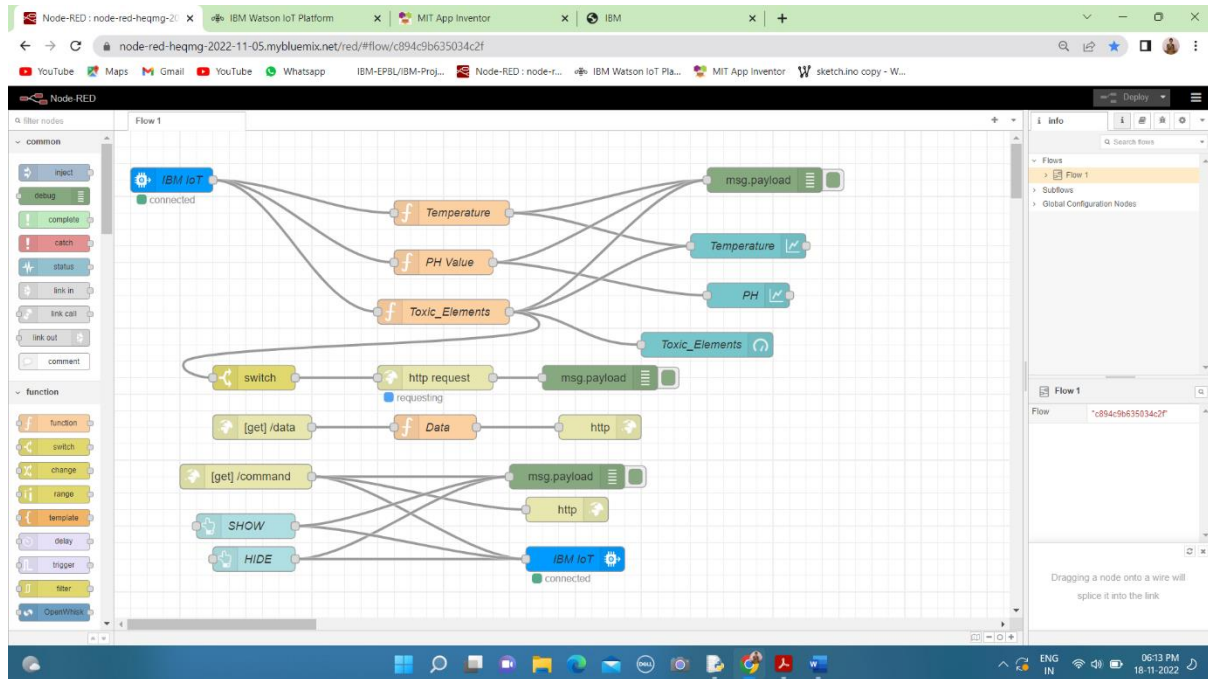 Node-RED : node-red-heqmg-20
IBM Watson IoT Platform
MIT App Inventor
IBM
node-red-heqmg-2022-11-05.mybluemix.net/red/#flow/c894c9b635034c2f
YouTube
Maps
Gmail
YouTube
Whatsapp
IBM-EPBL/IBM-Proj...
Node-RED : node-r...
IBM Watson IoT Pla...
MIT App Inventor
sketch.ino copy - W...
Node-RED
Deploy
filter nodes
Flow 1
i info
Search flows
common
inject
debug
complete
catch
status
link in
link call
link out
comment
function
function
switch
change
range
template
delay
trigger
filter
OpenWhisk
IBM IoT
connected
Temperature
PH Value
Toxic_Elements
msg.payload
Temperature
PH
Toxic_Elements
switch
http request
requesting
msg.payload
[get] /data
Data
http
[get] /command
msg.payload
http
SHOW
HIDE
IBM IoT
connected
Flows
Flow 1
Subflows
Global Configuration Nodes
Flow 1
Flow
"c894c9b635034c2f"
Dragging a node onto a wire will
splice it into the link
DELL
ENG
IN
06:13 PM
18-11-2022